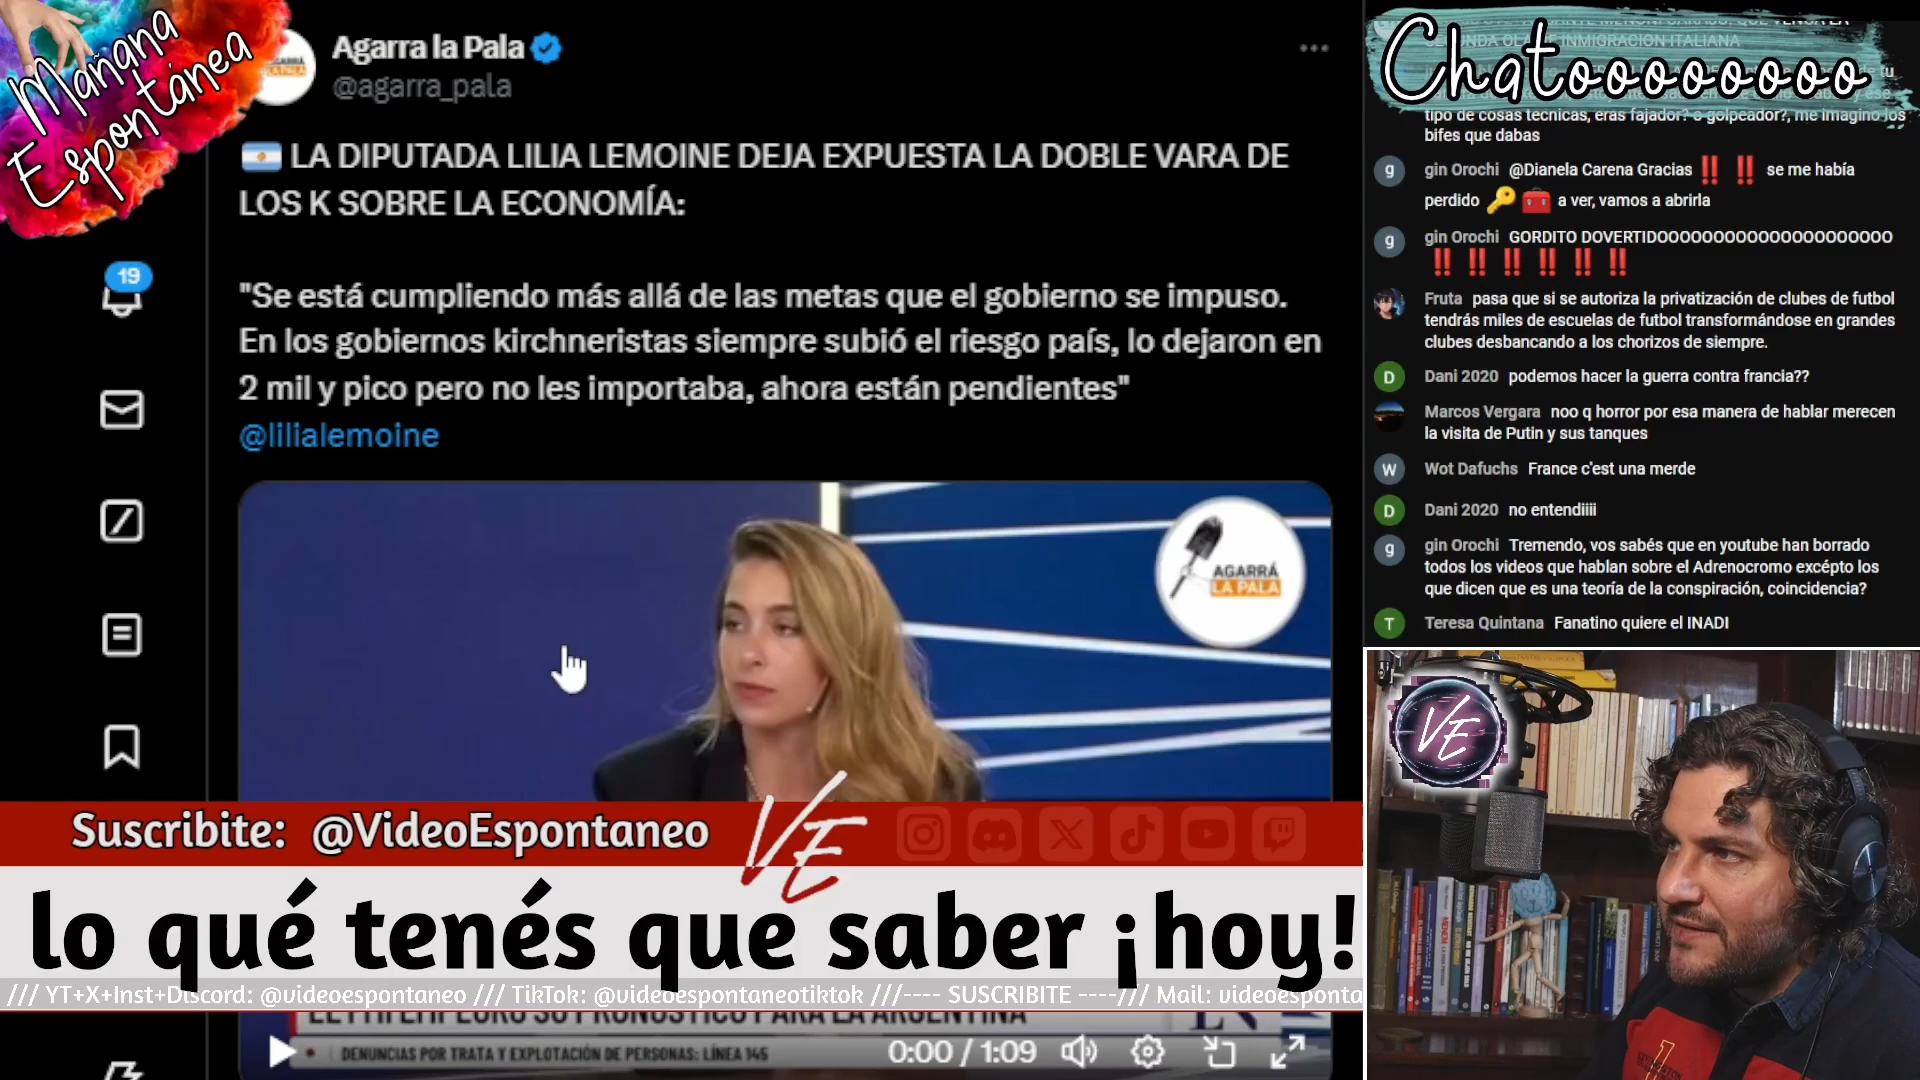 Mañana
Espontánea
Agarra la Pala
@agarra_pala
LA DIPUTADA LILIA LEMOINE DEJA EXPUESTA LA DOBLE VARA DE
LOS K SOBRE LA ECONOMÍA:
"Se está cumpliendo más allá de las metas que el gobierno se impuso.
En los gobiernos kirchneristas siempre subió el riesgo país, lo dejaron en
2 mil y pico pero no les importaba, ahora están pendientes"
@lilialemoine
19
AGARRÁ
LA PALA
Suscribite: @VideoEspontaneo
VE
lo qué tenés que saber ¡hoy!
/// YT+X+Inst+Discord: @videoespontaneo /// TikTok: @videoespontaneotiktok ///---- SUSCRIBITE ----/// Mail: videoesponta
SU PRONÓSTICO PARA LA ARGENTINA
DENUNCIAS POR TRATA Y EXPLOTACIÓN DE PERSONAS: LÍNEA 145
0:00 / 1:09
Chatooooooooo
INMIGRACION ITALIANA
tipo de cosas tecnicas, eras fajador? o golpeador?, me imagino los
bifes que dabas
gin Orochi @Dianela Carena Gracias ‼ ‼ se me había
perdido 🔑 🧰 a ver, vamos a abrirla
gin Orochi GORDITO DOVERTIDOOOOOOOOOOOOOOOOOOOOO
‼ ‼ ‼ ‼ ‼ ‼
Fruta pasa que si se autoriza la privatización de clubes de futbol
tendrás miles de escuelas de futbol transformándose en grandes
clubes desbancando a los chorizos de siempre.
Dani 2020 podemos hacer la guerra contra francia??
Marcos Vergara noo q horror por esa manera de hablar merecen
la visita de Putin y sus tanques
Wot Dafuchs France c'est una merde
Dani 2020 no entendiiii
gin Orochi Tremendo, vos sabés que en youtube han borrado
todos los videos que hablan sobre el Adrenocromo excépto los
que dicen que es una teoría de la conspiración, coincidencia?
Teresa Quintana Fanatino quiere el INADI
VE